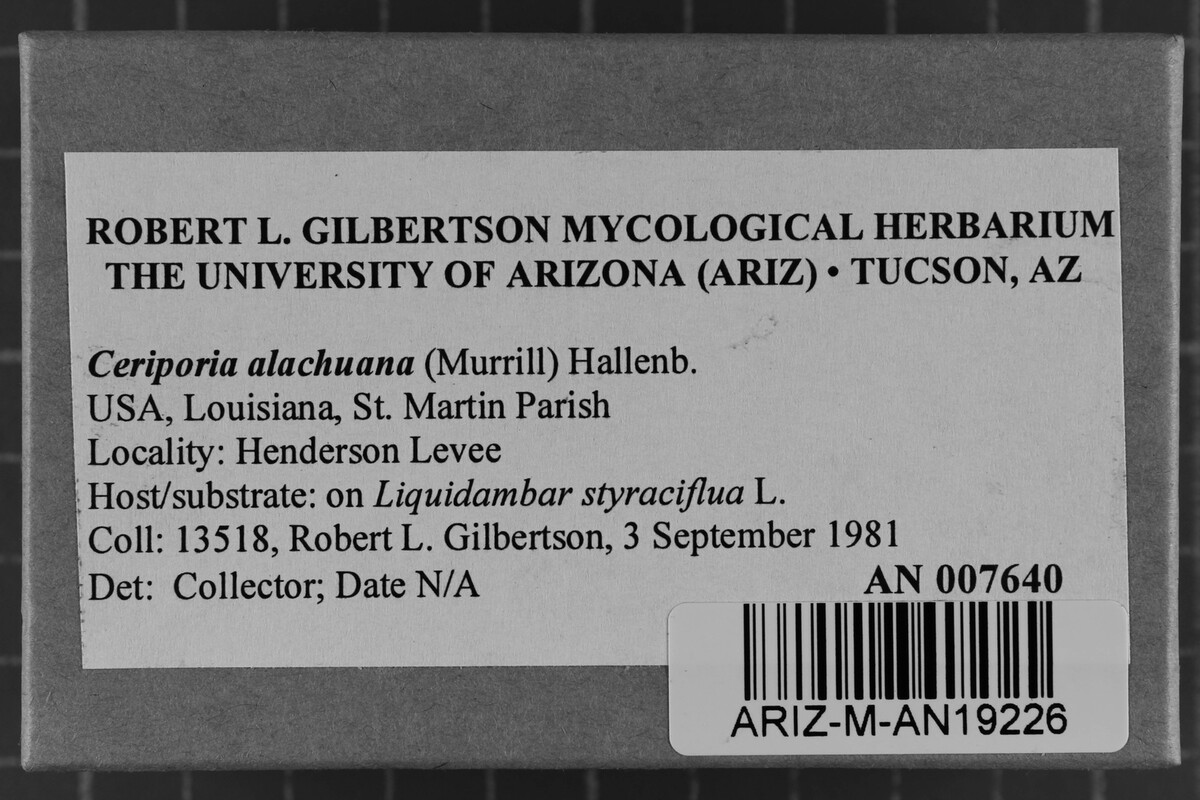 ROBERT L. GILBERTSON MYCOLOGICAL HERBARIUM
THE UNIVERSITY OF ARIZONA (ARIZ) • TUCSON, AZ
Ceriporia alachuana (Murrill) Hallenb.
USA, Louisiana, St. Martin Parish
Locality: Henderson Levee
Host/substrate: on Liquidambar styraciflua L.
Coll: 13518, Robert L. Gilbertson, 3 September 1981
Det: Collector; Date N/A
AN 007640
ARIZ-M-AN19226